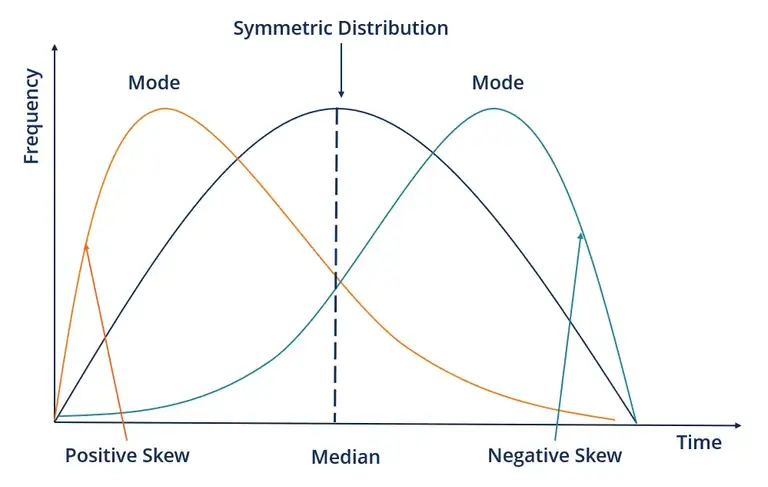 Symmetric Distribution
Mode
Mode
Frequency
Time
Positive Skew
Median
Negative Skew